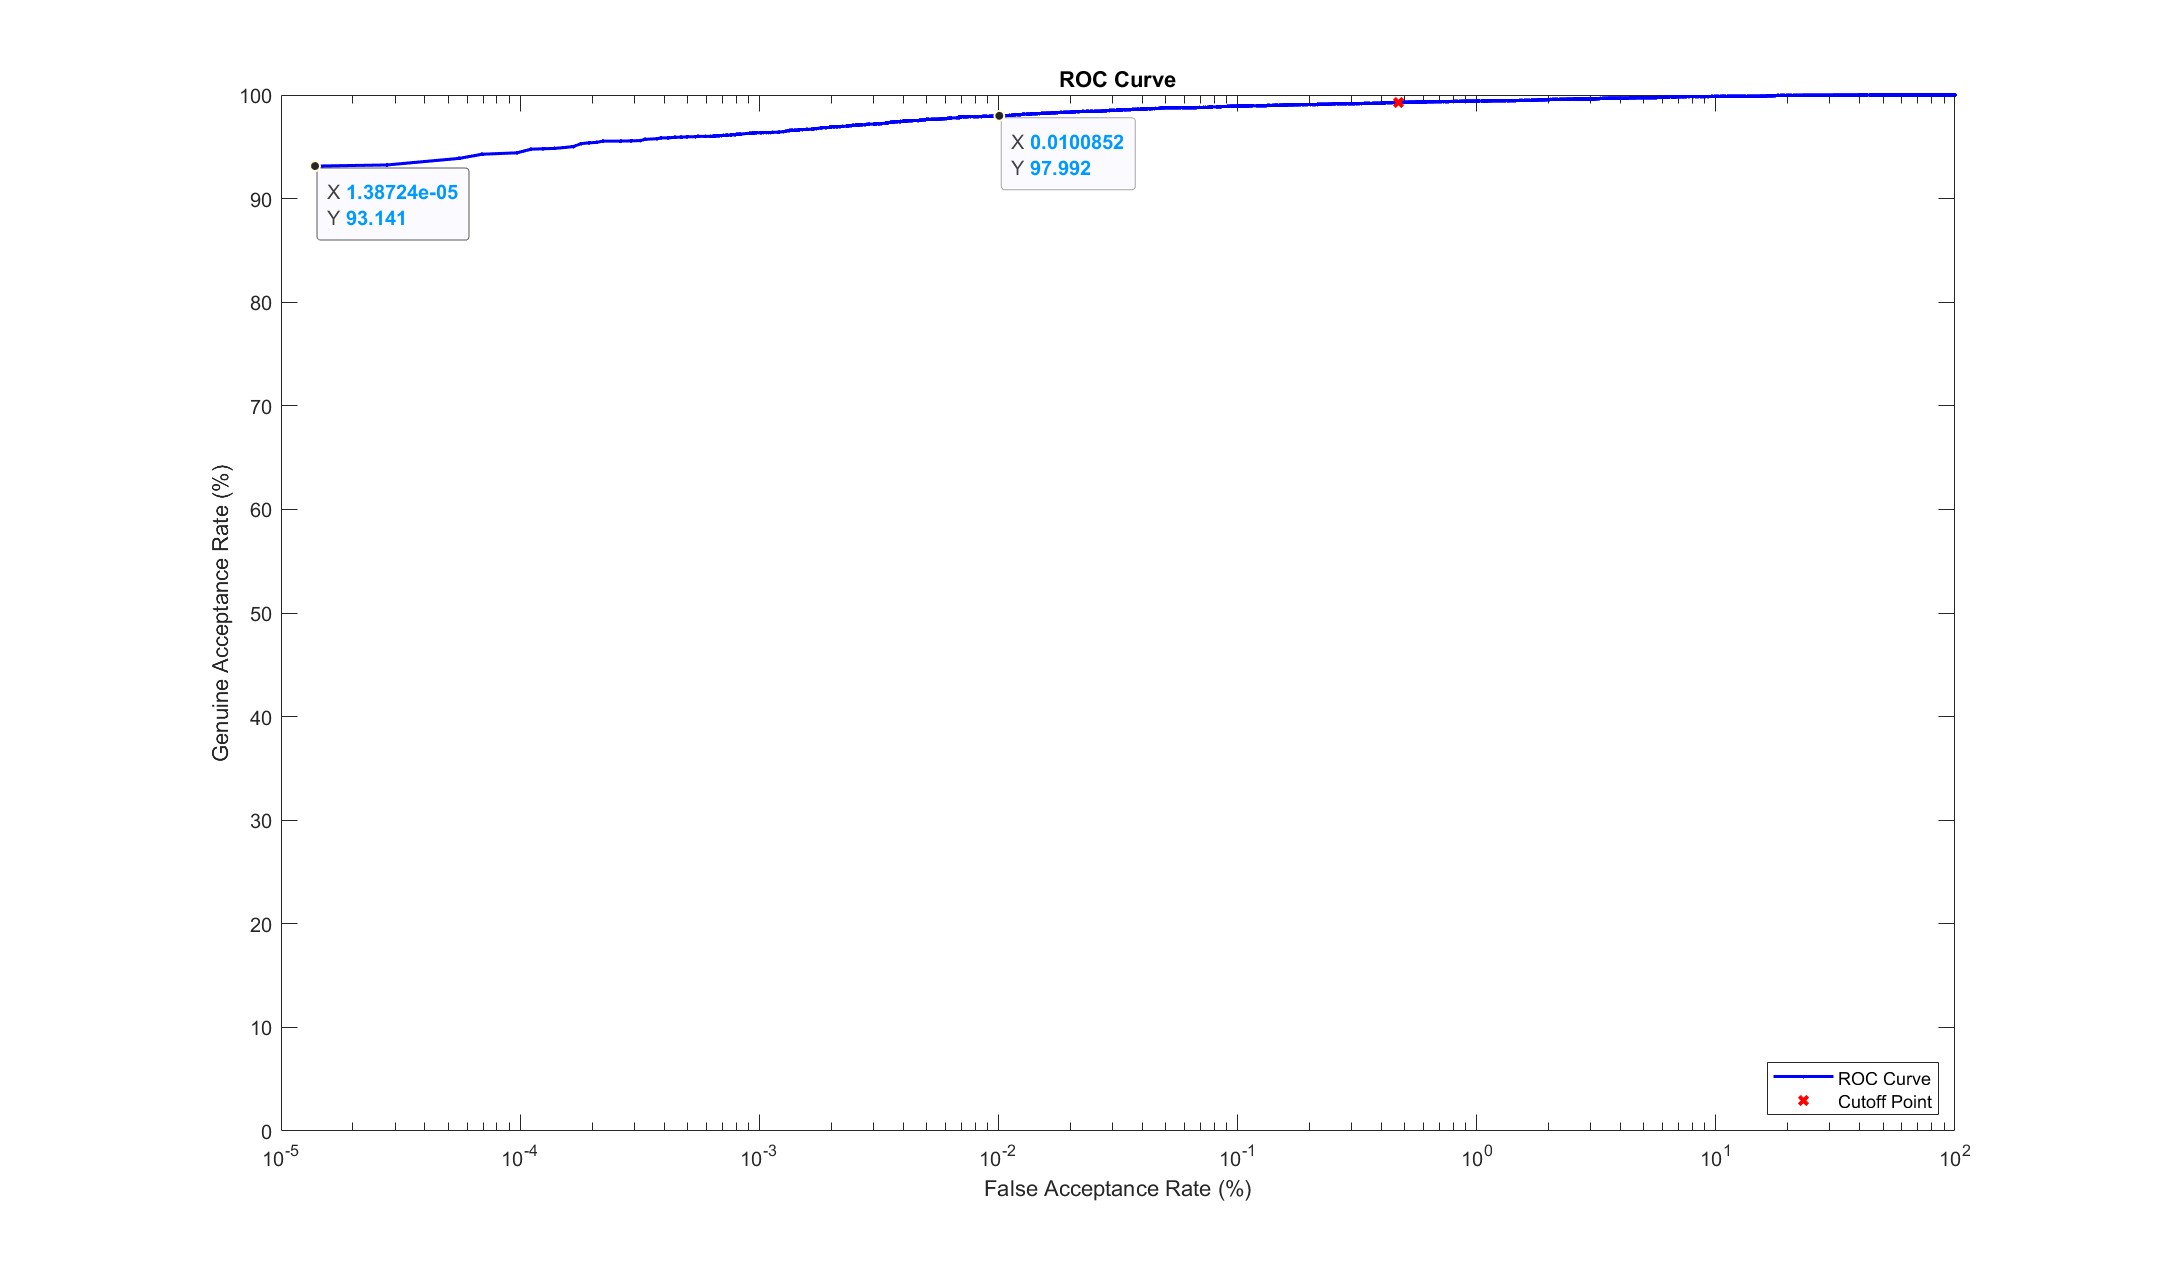 ROC Curve
100
90
80
70
60
50
40
30
20
10
0
Genuine Acceptance Rate (%)
X 1.38724e-05
Y 93.141
X 0.0100852
Y 97.992
ROC Curve
Cutoff Point
10^-5 10^-4 10^-3 10^-2 10^-1 10^0 10^1 10^2
False Acceptance Rate (%)